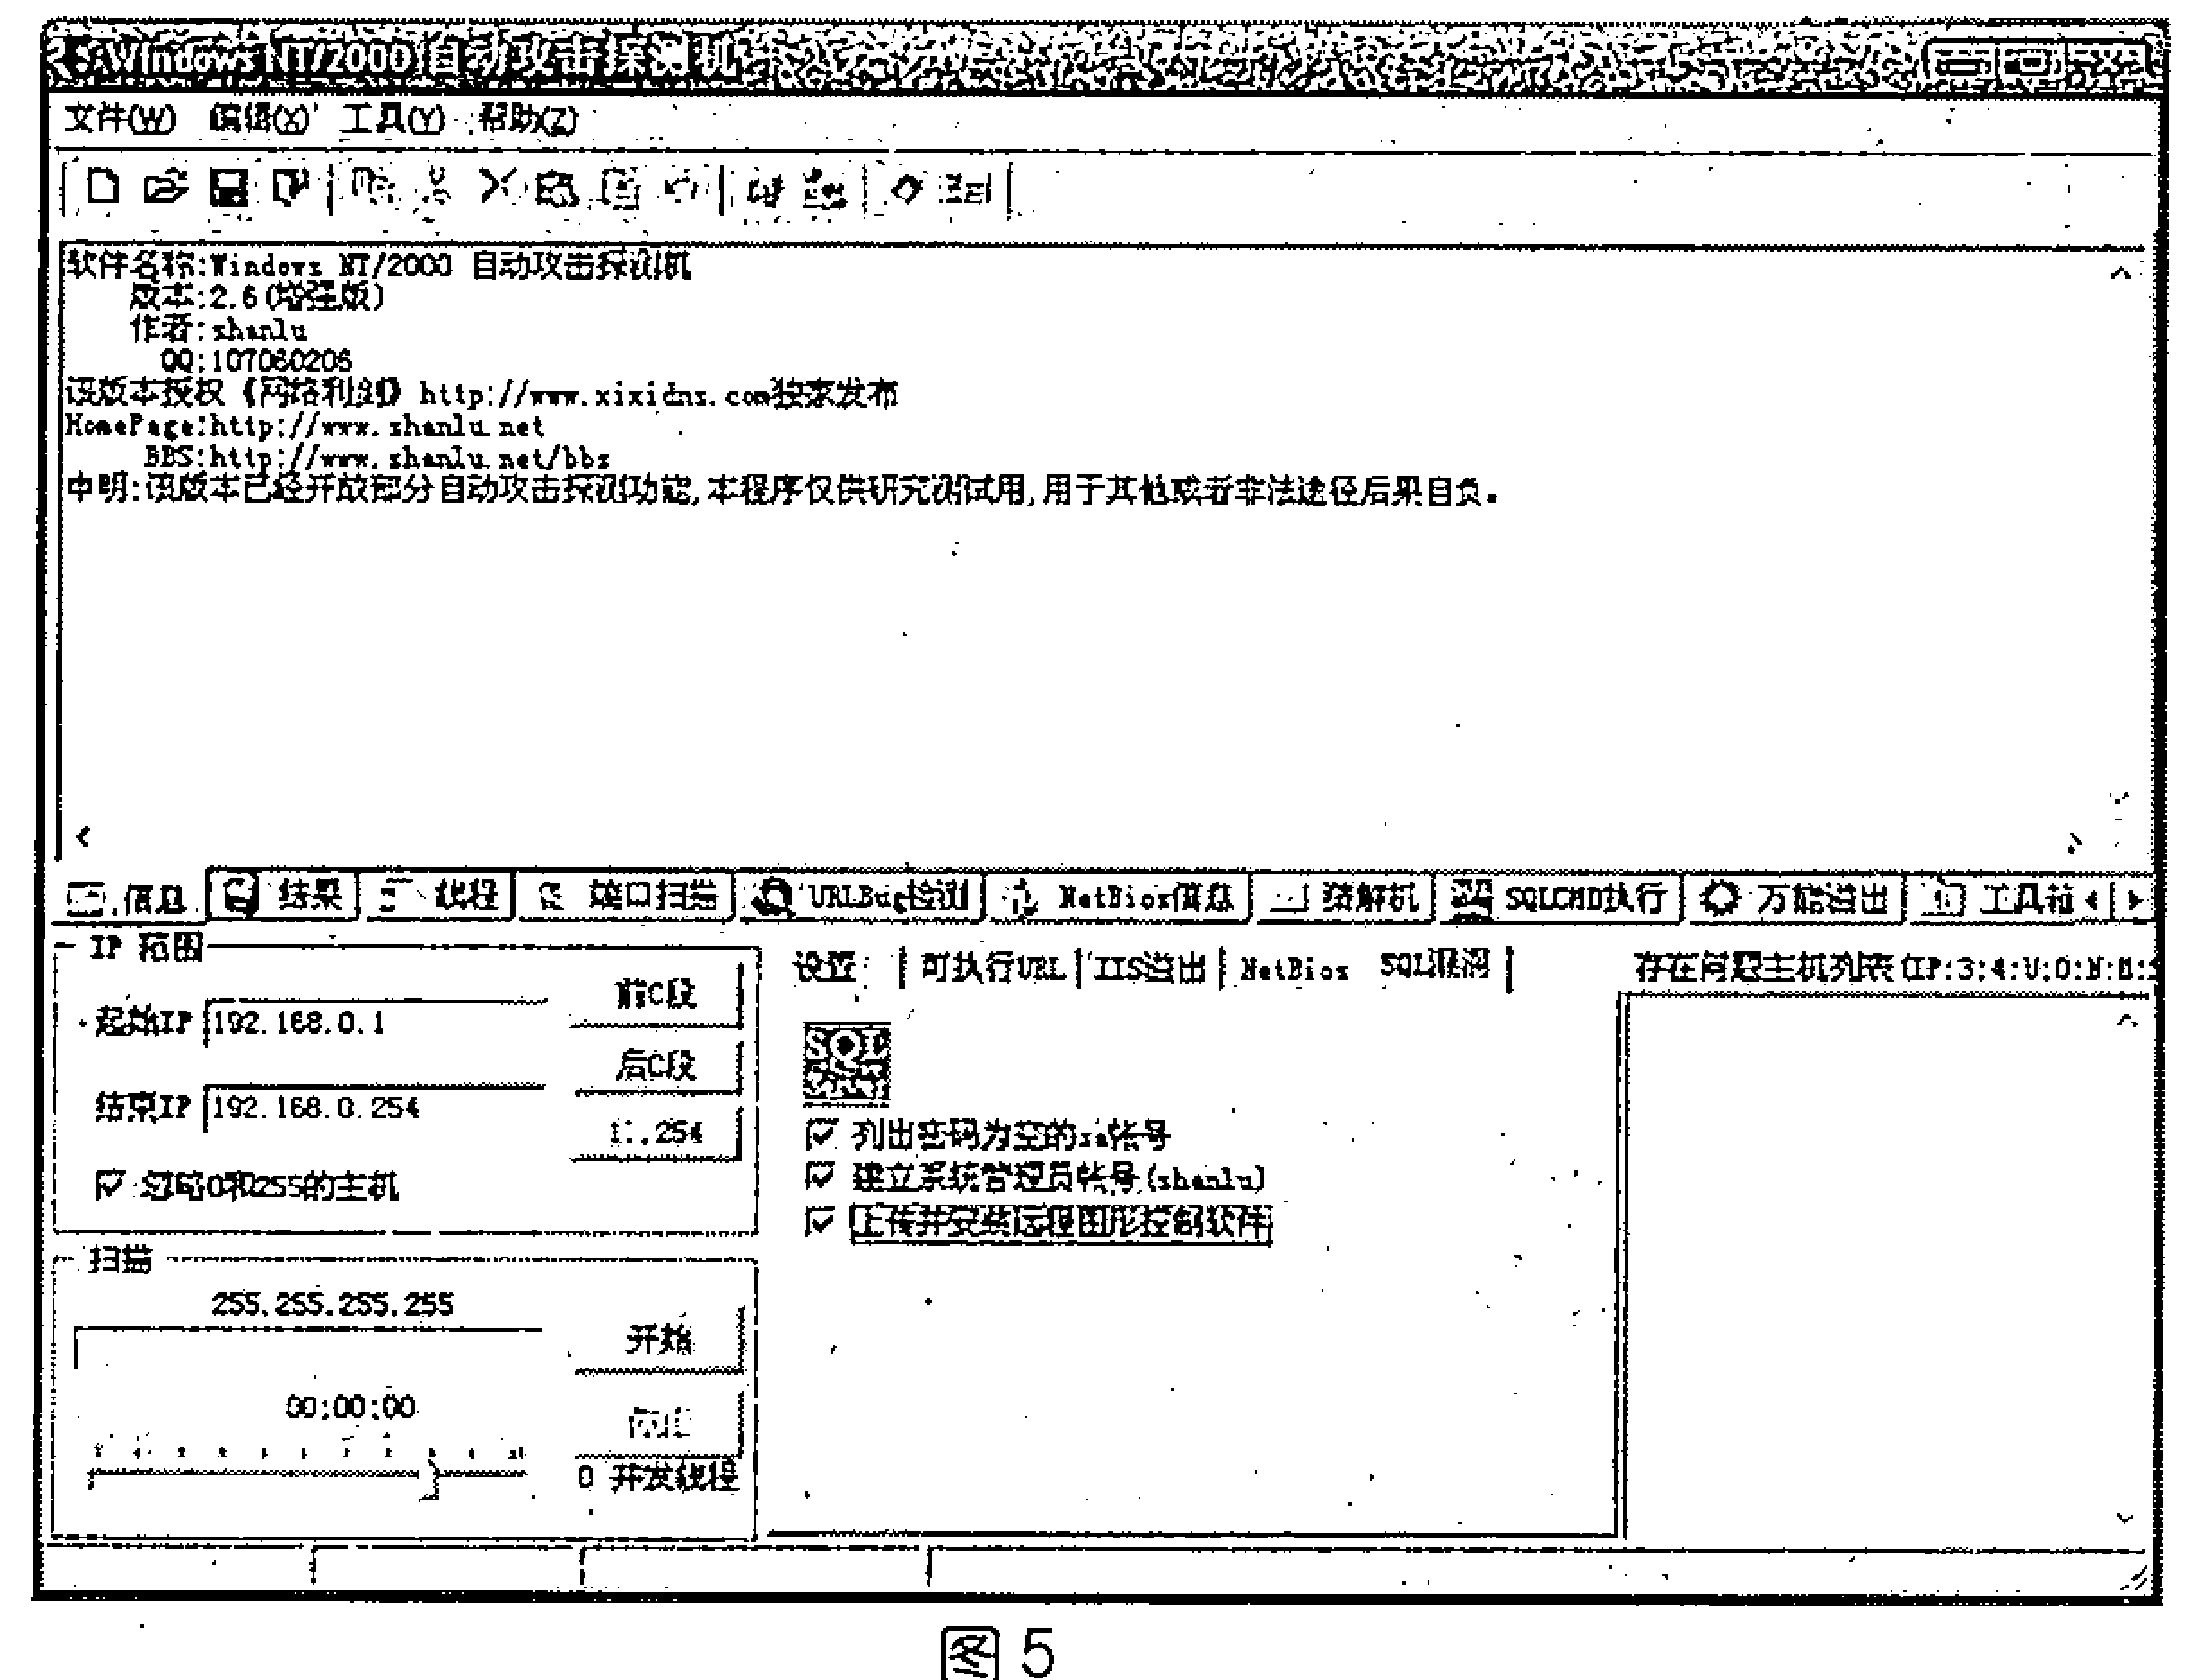 Windows NT/2000 自动攻击探测机
文件(W) 编辑(X) 工具(Y) 帮助(Z)
软件名称:Windows NT/2000 自动攻击探测机
版本:2.6(增强版)
作者:zhanlu
QQ:107060206
该版本授权《网络利剑》http://www.xixidns.com独家发布
HomePage:http://www.zhanlu.net
BBS:http://www.zhanlu.net/bbs
申明:该版本已经开放部分自动攻击探测功能,本程序仅供研究测试用,用于其他或者非法途径后果自负。
信息 结果 线程 端口扫描 URLBug检测 NetBios信息 猜解机 SQLCMD执行 万能溢出 工具箱
IP 范围
起始IP 192.168.0.1
前C段
后C段
结束IP 192.168.0.254
1..254
忽略0和255的主机
设置 可执行URL IIS溢出 NetBios SQL漏洞
SQL
列出密码为空的sa帐号
建立系统管理员帐号(zhanlu)
上传并安装远程图形控制软件
存在问题主机列表(IP:3:4:U:O:N:
扫描
255.255.255.255
开始
00:00:00
停止
0 并发线程
图 5